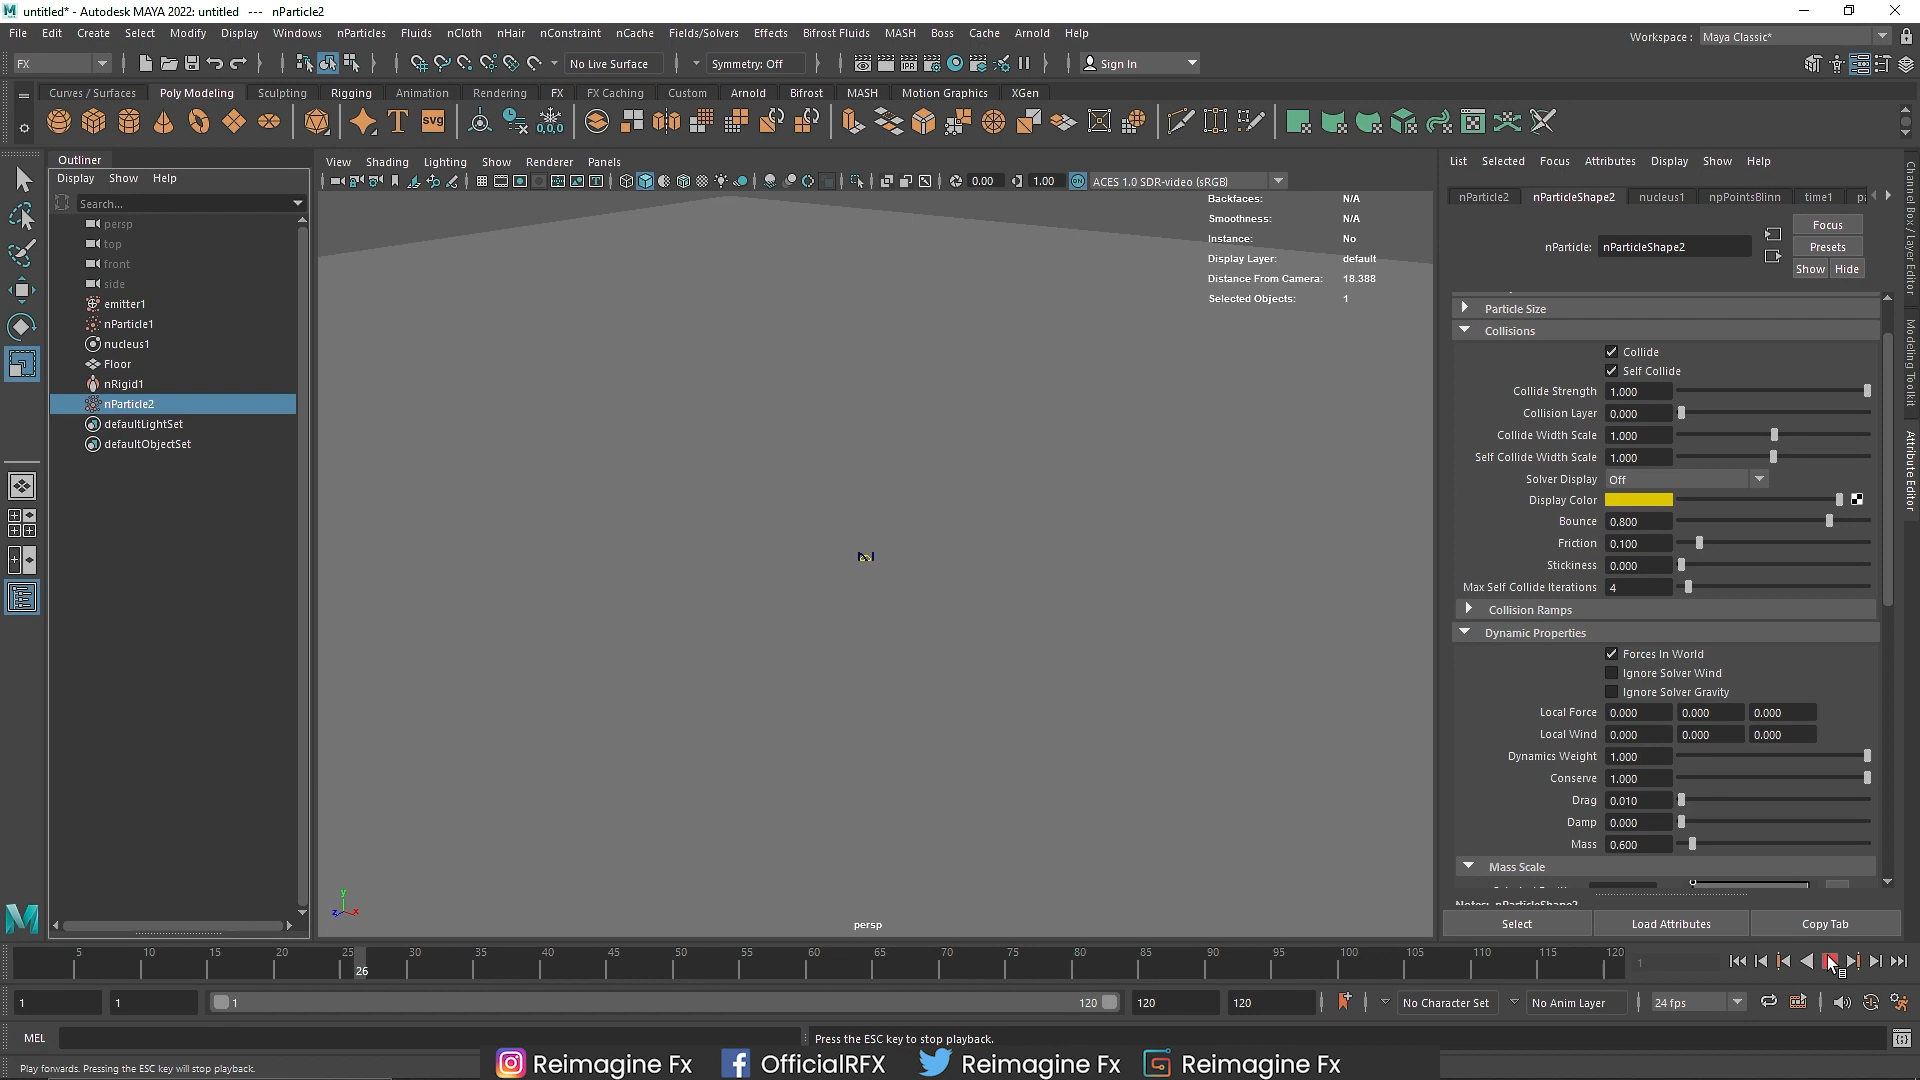 untitled* - Autodesk MAYA 2022: untitled --- nParticle2
File Edit Create Select Modify Display Windows nParticles Fluids nCloth nHair nConstraint nCache Fields/Solvers Effects Bifrost Fluids MASH Boss Cache Arnold Help
Workspace : Maya Classic*
FX No Live Surface Symmetry: Off Sign In
Curves / Surfaces Poly Modeling Sculpting Rigging Animation Rendering FX FX Caching Custom Arnold Bifrost MASH Motion Graphics XGen
T SVG 0,0,0
Outliner
Display Show Help
Search...
persp
top
front
side
emitter1
nParticle1
nucleus1
Floor
nRigid1
nParticle2
defaultLightSet
defaultObjectSet
View Shading Lighting Show Renderer Panels
0.00 1.00 ACES 1.0 SDR-video (sRGB)
Backfaces: N/A
Smoothness: N/A
Instance: No
Display Layer: default
Distance From Camera: 18.388
Selected Objects: 1
y
z x
persp
List Selected Focus Attributes Display Show Help
nParticle2 nParticleShape2 nucleus1 npPointsBlinn time1
nParticle: nParticleShape2
Focus
Presets
Show Hide
Particle Size
Collisions
Collide
Self Collide
Collide Strength 1.000
Collision Layer 0.000
Collide Width Scale 1.000
Self Collide Width Scale 1.000
Solver Display Off
Display Color
Bounce 0.800
Friction 0.100
Stickiness 0.000
Max Self Collide Iterations 4
Collision Ramps
Dynamic Properties
Forces In World
Ignore Solver Wind
Ignore Solver Gravity
Local Force 0.000 0.000 0.000
Local Wind 0.000 0.000 0.000
Dynamics Weight 1.000
Conserve 1.000
Drag 0.010
Damp 0.000
Mass 0.600
Mass Scale
Notes: nParticleShape2
Select Load Attributes Copy Tab
Channel Box / Layer Editor
Modeling Toolkit
Attribute Editor
5 10 15 20 25 30 35 40 45 50 55 60 65 70 75 80 85 90 95 100 105 110 115 120
26
1
1 1 1 120 120 120 No Character Set No Anim Layer 24 fps
MEL Press the ESC key to stop playback.
Play forwards. Pressing the ESC key will stop playback.
Reimagine Fx OfficialRFX Reimagine Fx Reimagine Fx